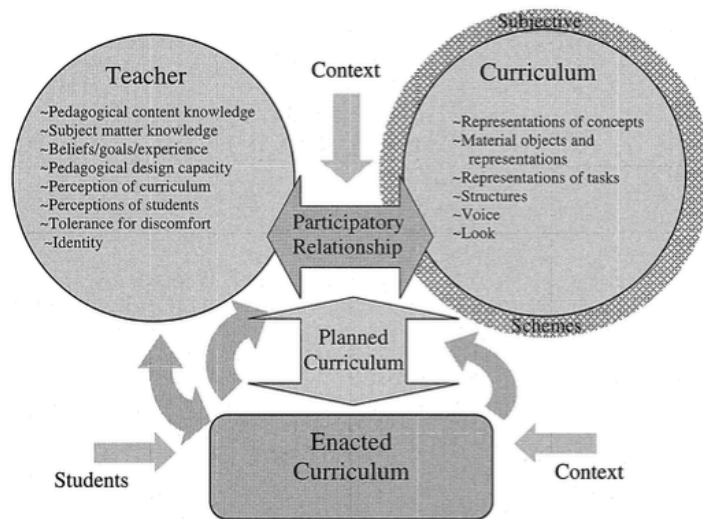 Teacher
~Pedagogical content knowledge
~Subject matter knowledge
~Beliefs/goals/experience
~Pedagogical design capacity
~Perception of curriculum
~Perceptions of students
~Tolerance for discomfort
~Identity
Context
Subjective
Curriculum
~Representations of concepts
~Material objects and
representations
~Representations of tasks
~Structures
~Voice
~Look
Schemes
Participatory
Relationship
Planned
Curriculum
Enacted
Curriculum
Students
Context